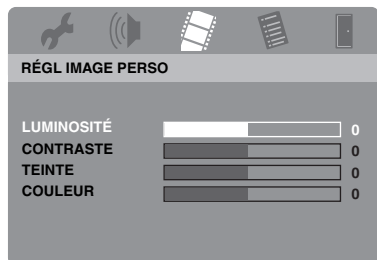 RÉGL IMAGE PERSO
LUMINOSITÉ 0
CONTRASTE 0
TEINTE 0
COULEUR 0